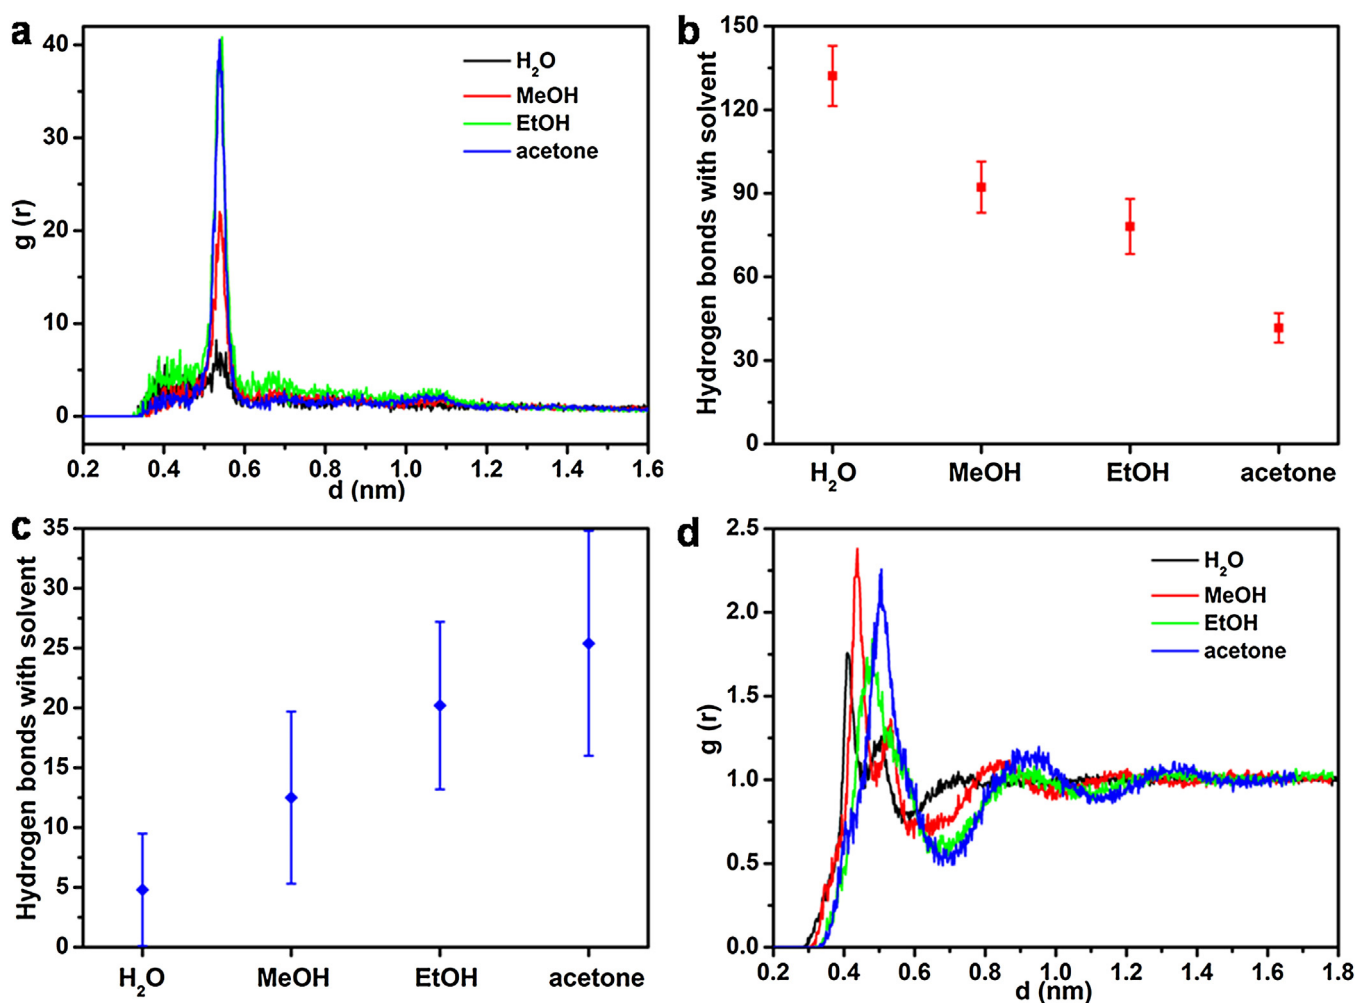 a
g (r)
40
30
20
10
0
0.2 0.4 0.6 0.8 1.0 1.2 1.4 1.6
d (nm)
H₂O
MeOH
EtOH
acetone
b
Hydrogen bonds with solvent
150
120
90
60
30
0
H₂O MeOH EtOH acetone
c
Hydrogen bonds with solvent
35
30
25
20
15
10
5
0
H₂O MeOH EtOH acetone
d
g (r)
2.5
2.0
1.5
1.0
0.5
0.0
0.2 0.4 0.6 0.8 1.0 1.2 1.4 1.6 1.8
d (nm)
H₂O
MeOH
EtOH
acetone